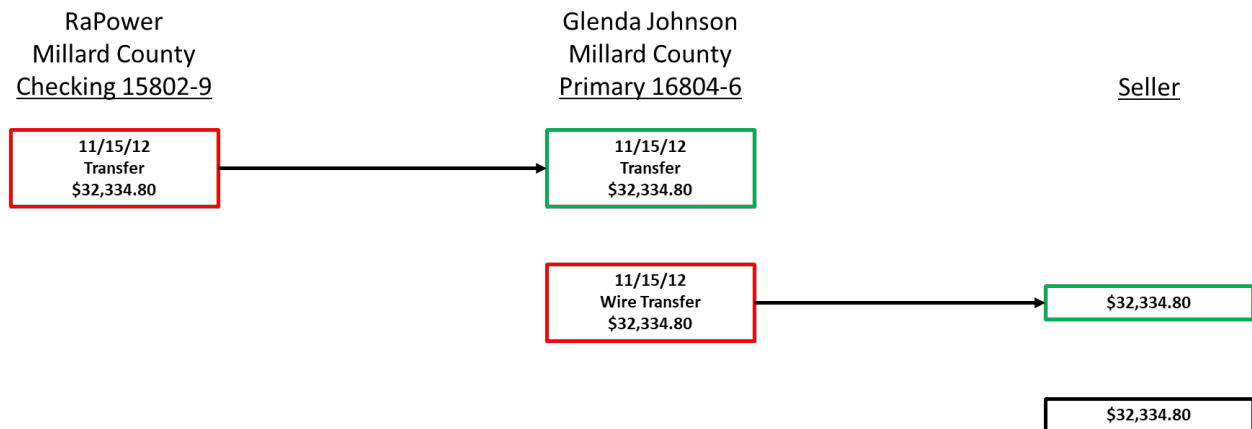 RaPower
Millard County
Checking 15802-9
Glenda Johnson
Millard County
Primary 16804-6
Seller
11/15/12
Transfer
$32,334.80
11/15/12
Transfer
$32,334.80
11/15/12
Wire Transfer
$32,334.80
$32,334.80
$32,334.80